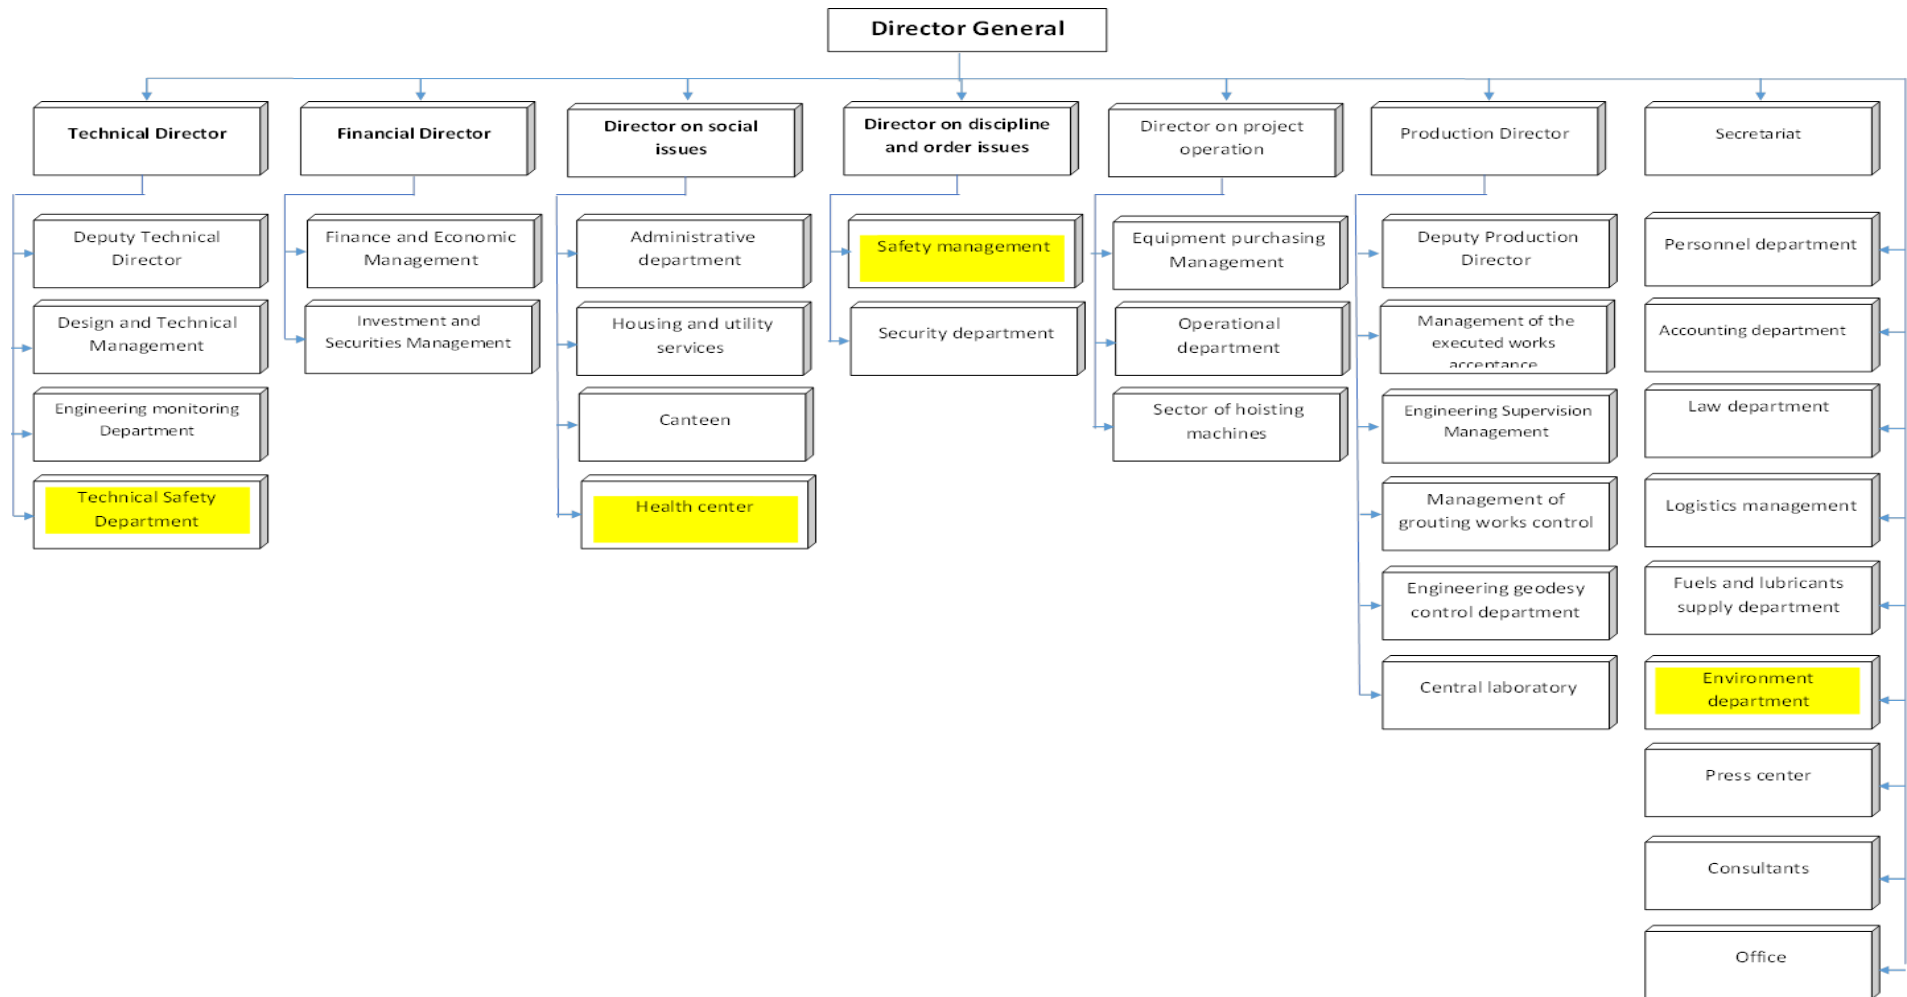 Director General
Technical Director
Financial Director
Director on social
issues
Director on discipline
and order issues
Director on project
operation
Production Director
Secretariat
Deputy Technical
Director
Design and Technical
Management
Engineering monitoring
Department
Technical Safety
Department
Finance and Economic
Management
Investment and
Securities Management
Administrative
department
Housing and utility
services
Canteen
Health center
Safety management
Security department
Equipment purchasing
Management
Operational
department
Sector of hoisting
machines
Deputy Production
Director
Management of the
executed works
acceptance
Engineering Supervision
Management
Management of
grouting works control
Engineering geodesy
control department
Central laboratory
Personnel department
Accounting department
Law department
Logistics management
Fuels and lubricants
supply department
Environment
department
Press center
Consultants
Office